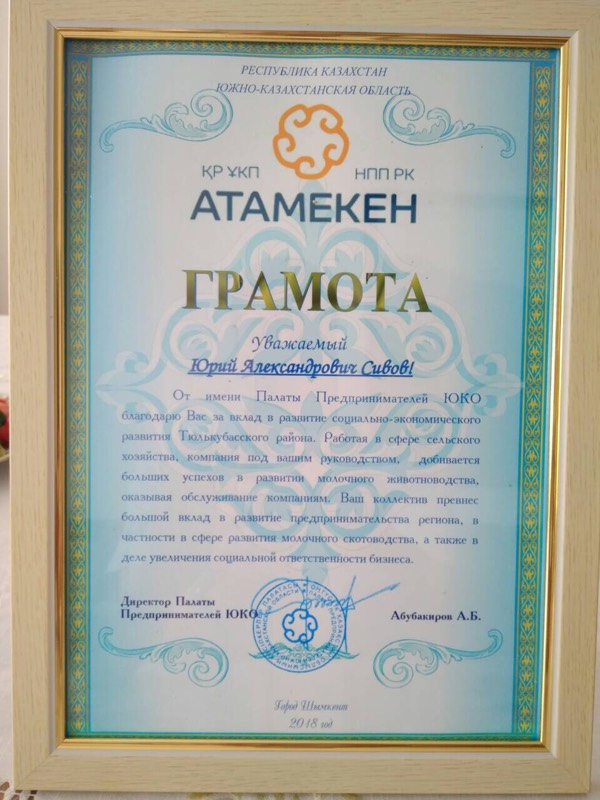 РЕСПУБЛИКА КАЗАХСТАН
ЮЖНО-КАЗАХСТАНСКАЯ ОБЛАСТЬ
ҚР ҰКП НПП РК
АТАМЕКЕН
ГРАМОТА
Уважаемый
Юрий Александрович Сивов!
От имени Палаты Предпринимателей ЮКО
благодарю Вас за вклад в развитие социально-экономического
развития Тюлькубасского района. Работая в сфере сельского
хозяйства, компания под вашим руководством, добивается
больших успехов в развитии молочного животноводства,
оказывая обслуживание компаниям. Ваш коллектив превнес
большой вклад в развитие предпринимательства региона, в
частности в сфере развития молочного скотоводства, а также в
деле увеличения социальной ответственности бизнеса.
Директор Палаты
Предпринимателей ЮКО Абубакиров А.Б.
Город Шымкент
2018 год